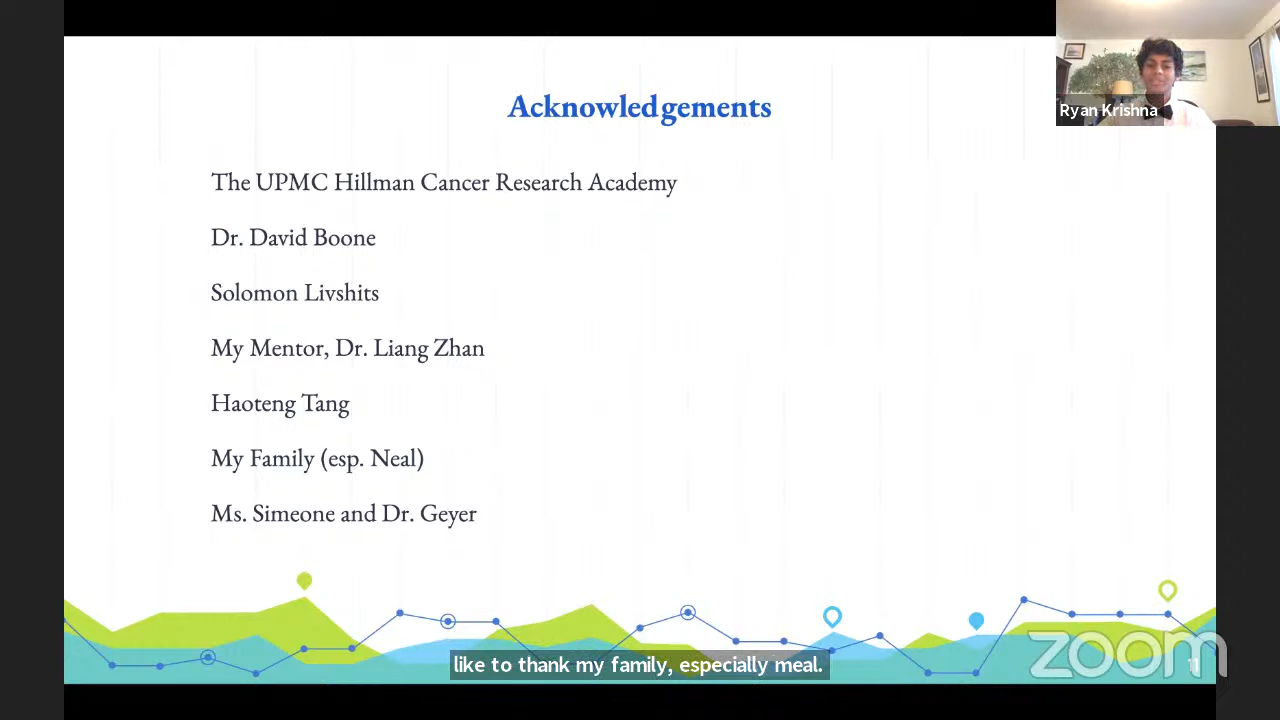 Acknowledgements
Ryan Krishna
The UPMC Hillman Cancer Research Academy
Dr. David Boone
Solomon Livshits
My Mentor, Dr. Liang Zhan
Haoteng Tang
My Family (esp. Neal)
Ms. Simeone and Dr. Geyer
like to thank my family, especially meal.
zoom
11